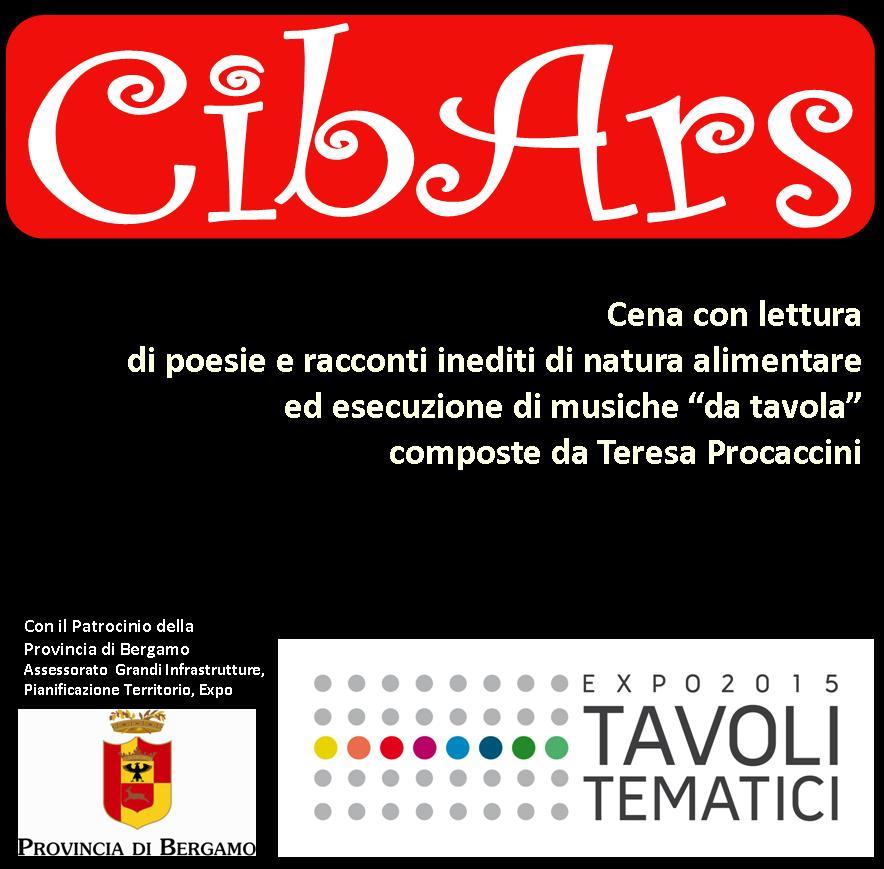 CibArs
Cena con lettura
di poesie e racconti inediti di natura alimentare
ed esecuzione di musiche “da tavola”
composte da Teresa Procaccini
Con il Patrocinio della
Provincia di Bergamo
Assessorato Grandi Infrastrutture,
Pianificazione Territorio, Expo
PROVINCIA DI BERGAMO
EXPO2015
TAVOLI
TEMATICI